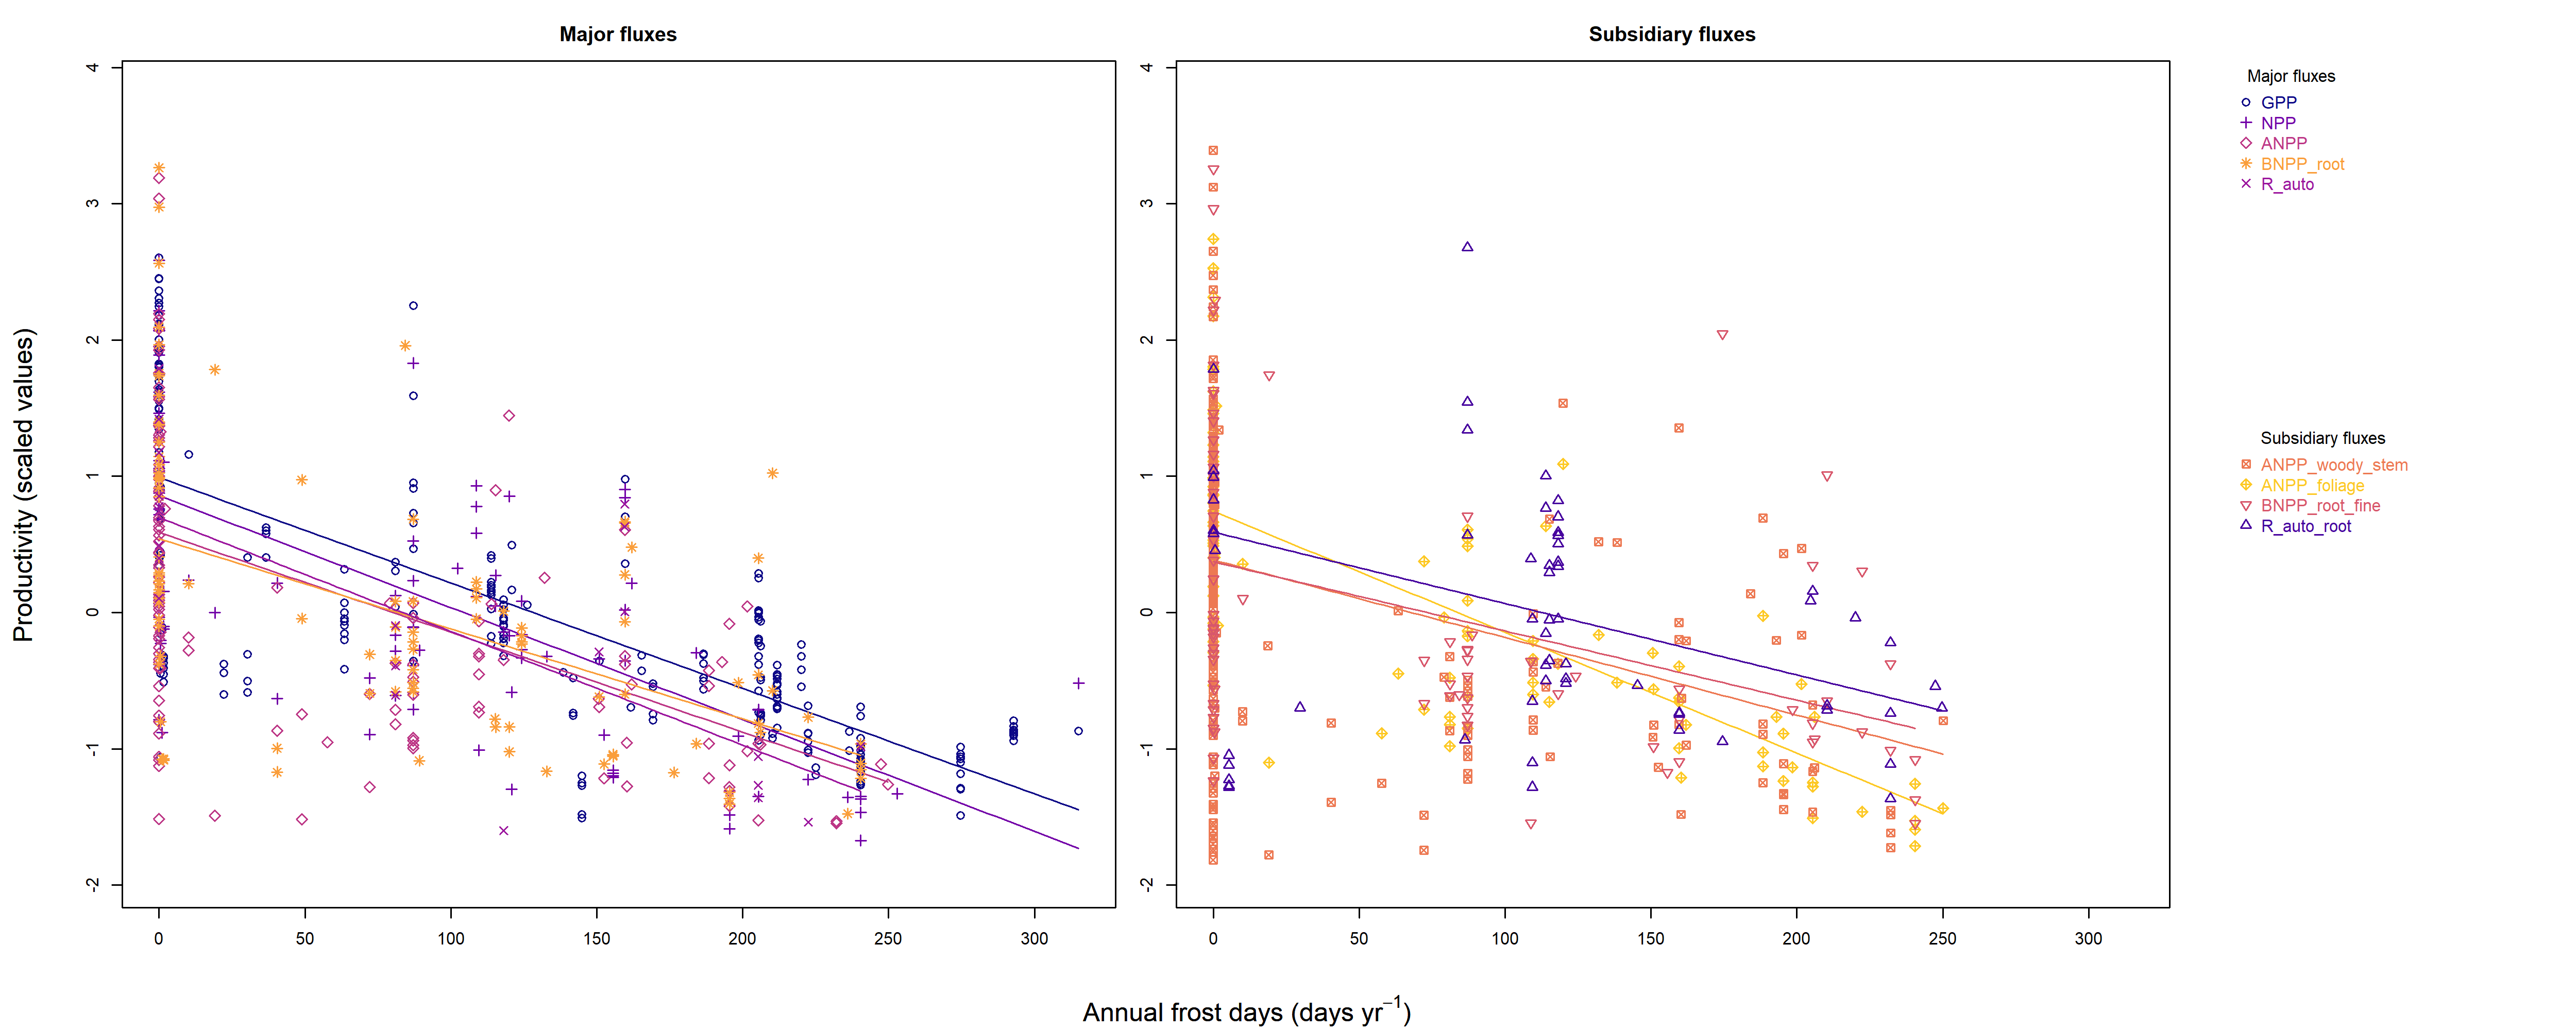 Major fluxes
Subsidiary fluxes
Productivity (scaled values)
4
3
2
1
0
-1
-2
0 50 100 150 200 250 300
4
3
2
1
0
-1
-2
0 50 100 150 200 250 300
Annual frost days (days yr⁻¹)
Major fluxes
GPP
NPP
ANPP
BNPP_root
R_auto
Subsidiary fluxes
ANPP_woody_stem
ANPP_foliage
BNPP_root_fine
R_auto_root